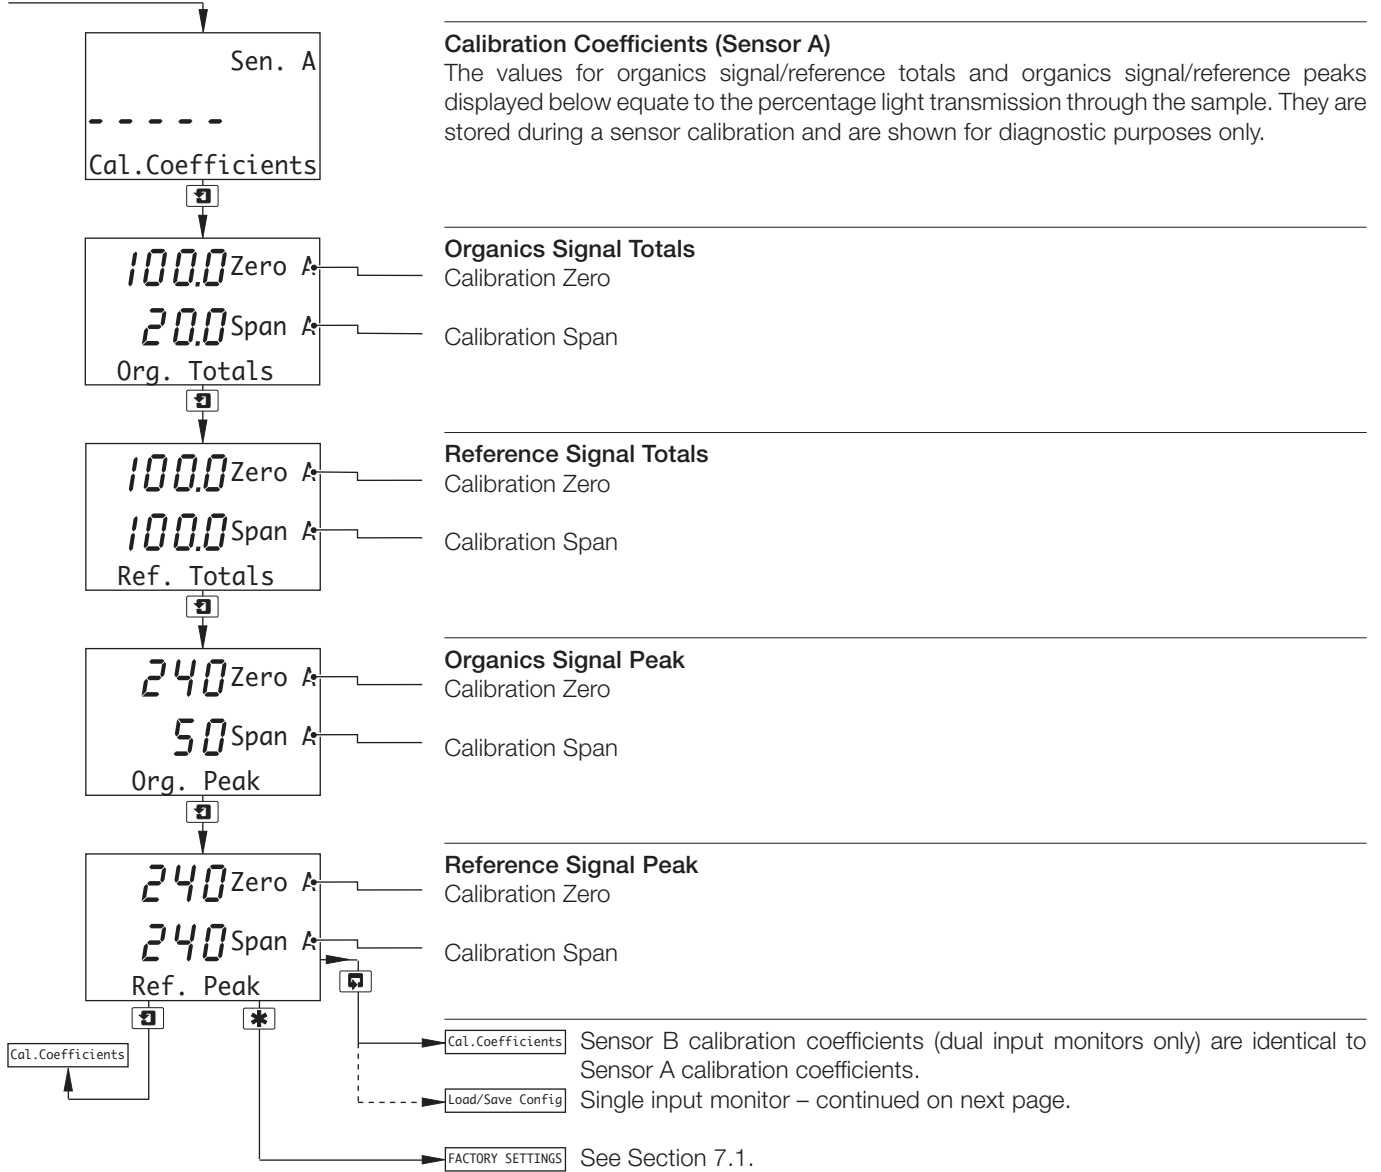 Sen. A
- - - - -
Cal.Coefficients
Calibration Coefficients (Sensor A)
The values for organics signal/reference totals and organics signal/reference peaks
displayed below equate to the percentage light transmission through the sample. They are
stored during a sensor calibration and are shown for diagnostic purposes only.
100.0 Zero A
20.0 Span A
Org. Totals
Organics Signal Totals
Calibration Zero
Calibration Span
100.0 Zero A
100.0 Span A
Ref. Totals
Reference Signal Totals
Calibration Zero
Calibration Span
240 Zero A
50 Span A
Org. Peak
Organics Signal Peak
Calibration Zero
Calibration Span
240 Zero A
240 Span A
Ref. Peak
Reference Signal Peak
Calibration Zero
Calibration Span
Cal.Coefficients
Cal.Coefficients Sensor B calibration coefficients (dual input monitors only) are identical to
Sensor A calibration coefficients.
Load/Save Config Single input monitor – continued on next page.
FACTORY SETTINGS See Section 7.1.